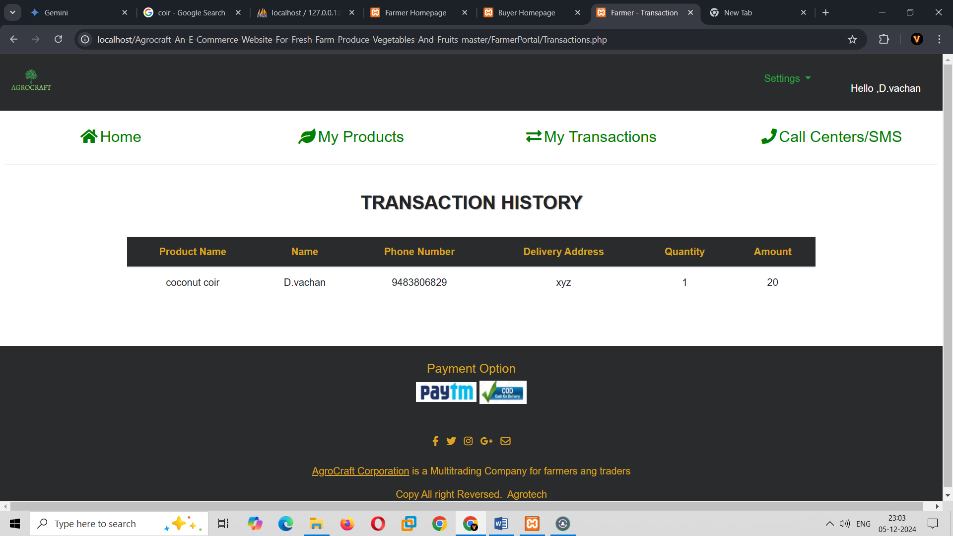 Gemini
coir - Google Search
localhost / 127.0.0.1
Farmer Homepage
Buyer Homepage
Farmer - Transaction
New Tab
localhost/Agrocraft An E Commerce Website For Fresh Farm Produce Vegetables And Fruits master/FarmerPortal/Transactions.php
V
AGROCRAFT
Settings
Hello ,D.vachan
Home
My Products
My Transactions
Call Centers/SMS
TRANSACTION HISTORY
Product Name Name Phone Number Delivery Address Quantity Amount
coconut coir D.vachan 9483806829 xyz 1 20
Payment Option
paytm
COD
Cash On Delivery
AgroCraft Corporation is a Multitrading Company for farmers ang traders
Copy All right Reversed. Agrotech
Type here to search
ENG
23:03
05-12-2024